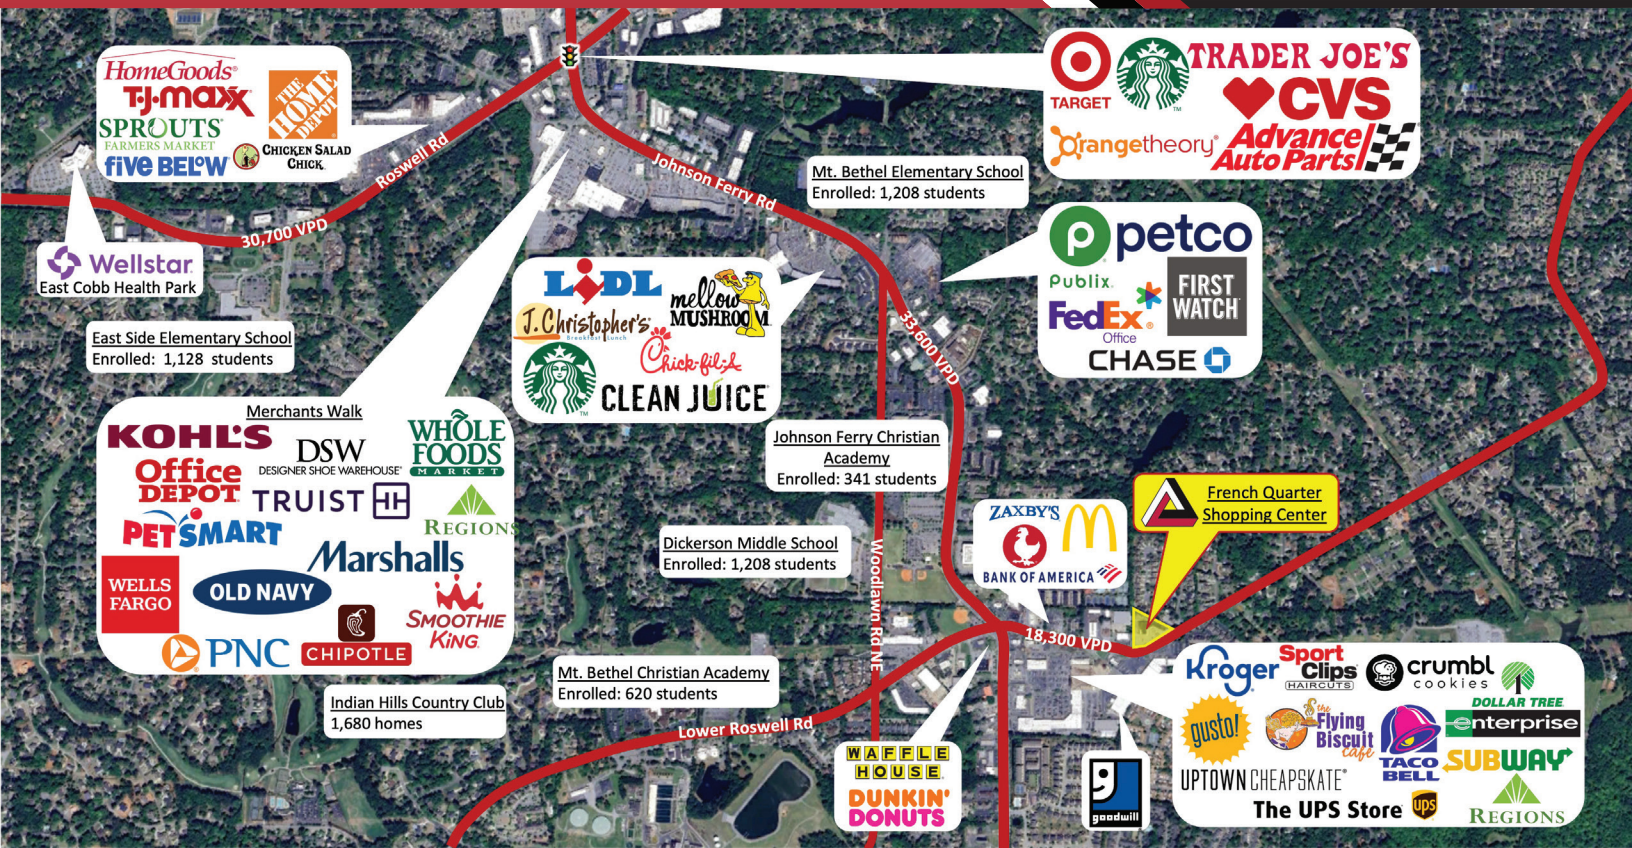 HomeGoods®
T.J.maxx
SPROUTS®
FARMERS MARKET
five BELOW®
THE
HOME
DEPOT
CHICKEN SALAD
CHICK
Roswell Rd
30,700 VPD
Wellstar
East Cobb Health Park
East Side Elementary School
Enrolled: 1,128 students
Johnson Ferry Rd
Mt. Bethel Elementary School
Enrolled: 1,208 students
TARGET
TRADER JOE'S
CVS
Orangetheory®
Advance
Auto Parts
P
petco
Publix
FedEx®
Office
FIRST
WATCH
CHASE
LIDL
mellow
MUSHROOM
J.Christopher's
Breakfast Lunch
Chick-fil-A
CLEAN JUICE
33,600 VPD
Merchants Walk
KOHL'S
DSW
DESIGNER SHOE WAREHOUSE®
WHOLE
FOODS
MARKET
Office
DEPOT
TRUIST
REGIONS
PETSMART
Marshalls
WELLS
FARGO
OLD NAVY
SMOOTHIE
KING
PNC
CHIPOTLE
Johnson Ferry Christian
Academy
Enrolled: 341 students
Dickerson Middle School
Enrolled: 1,208 students
Woodlawn Rd NE
ZAXBY'S
BANK OF AMERICA
French Quarter
Shopping Center
18,300 VPD
Mt. Bethel Christian Academy
Enrolled: 620 students
Indian Hills Country Club
1,680 homes
Lower Roswell Rd
WAFFLE
HOUSE
DUNKIN'
DONUTS
g
goodwill
Kroger
Sport
Clips
HAIRCUTS
crumbl
cookies
DOLLAR TREE
gusto!
the
Flying
Biscuit
cafe
TACO
BELL
enterprise
SUBWAY
UPTOWN CHEAPSKATE®
The UPS Store
ups
REGIONS